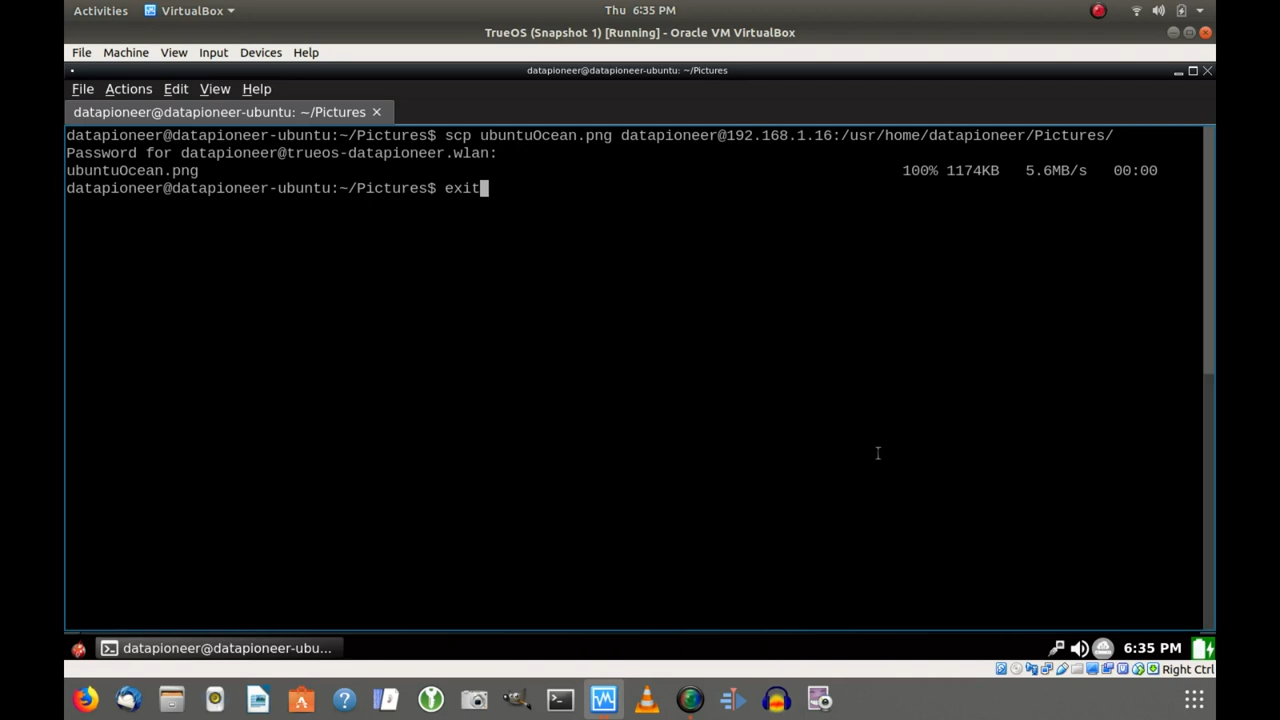 Activities VirtualBox Thu 6:35 PM
TrueOS (Snapshot 1) [Running] - Oracle VM VirtualBox
File Machine View Input Devices Help
datapioneer@datapioneer-ubuntu: ~/Pictures
File Actions Edit View Help
datapioneer@datapioneer-ubuntu: ~/Pictures
datapioneer@datapioneer-ubuntu:~/Pictures$ scp ubuntuOcean.png datapioneer@192.168.1.16:/usr/home/datapioneer/Pictures/
Password for datapioneer@trueos-datapioneer.wlan:
ubuntuOcean.png 100% 1174KB 5.6MB/s 00:00
datapioneer@datapioneer-ubuntu:~/Pictures$ exit
datapioneer@datapioneer-ubu... 6:35 PM
Right Ctrl